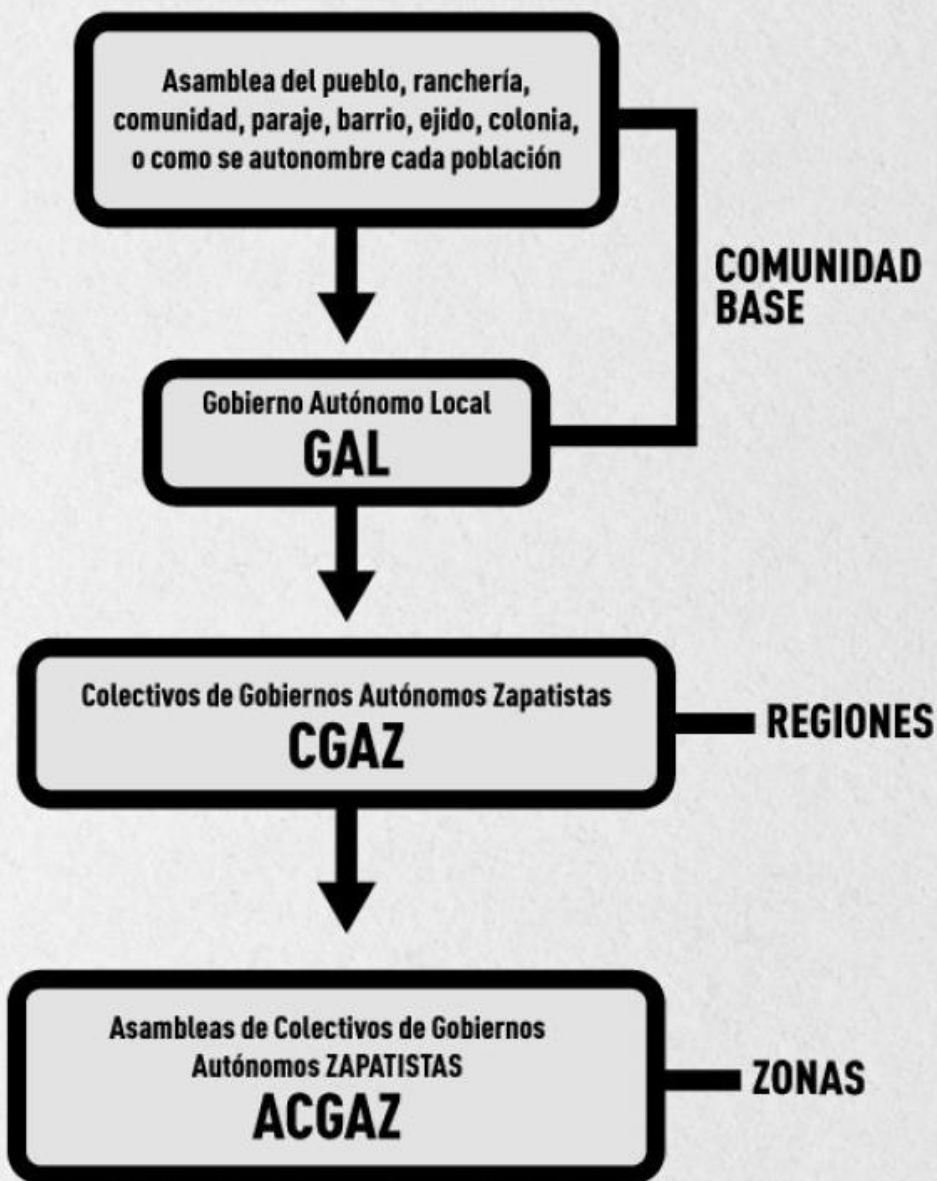 Asamblea del pueblo, ranchería,
comunidad, paraje, barrio, ejido, colonia,
o como se autonombre cada población
COMUNIDAD
BASE
Gobierno Autónomo Local
GAL
Colectivos de Gobiernos Autónomos Zapatistas
CGAZ
REGIONES
Asambleas de Colectivos de Gobiernos
Autónomos ZAPATISTAS
ACGAZ
ZONAS